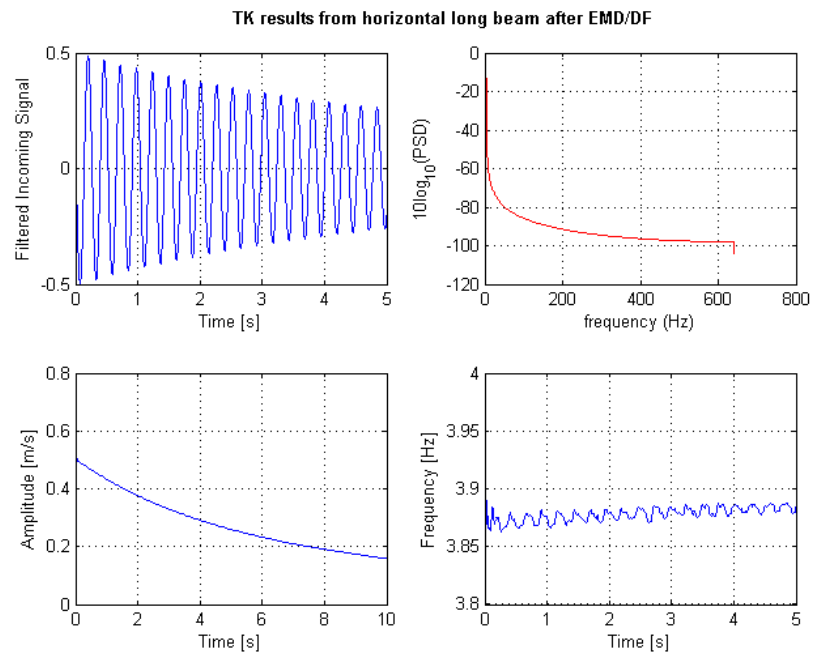 TK results from horizontal long beam after EMD/DF
Filtered Incoming Signal
0.5
0
-0.5
0 1 2 3 4 5
Time [s]
10log10(PSD)
0
-20
-40
-60
-80
-100
-120
0 200 400 600 800
frequency (Hz)
Amplitude [m/s]
0.8
0.6
0.4
0.2
0
0 2 4 6 8 10
Time [s]
Frequency [Hz]
4
3.95
3.9
3.85
3.8
0 1 2 3 4 5
Time [s]